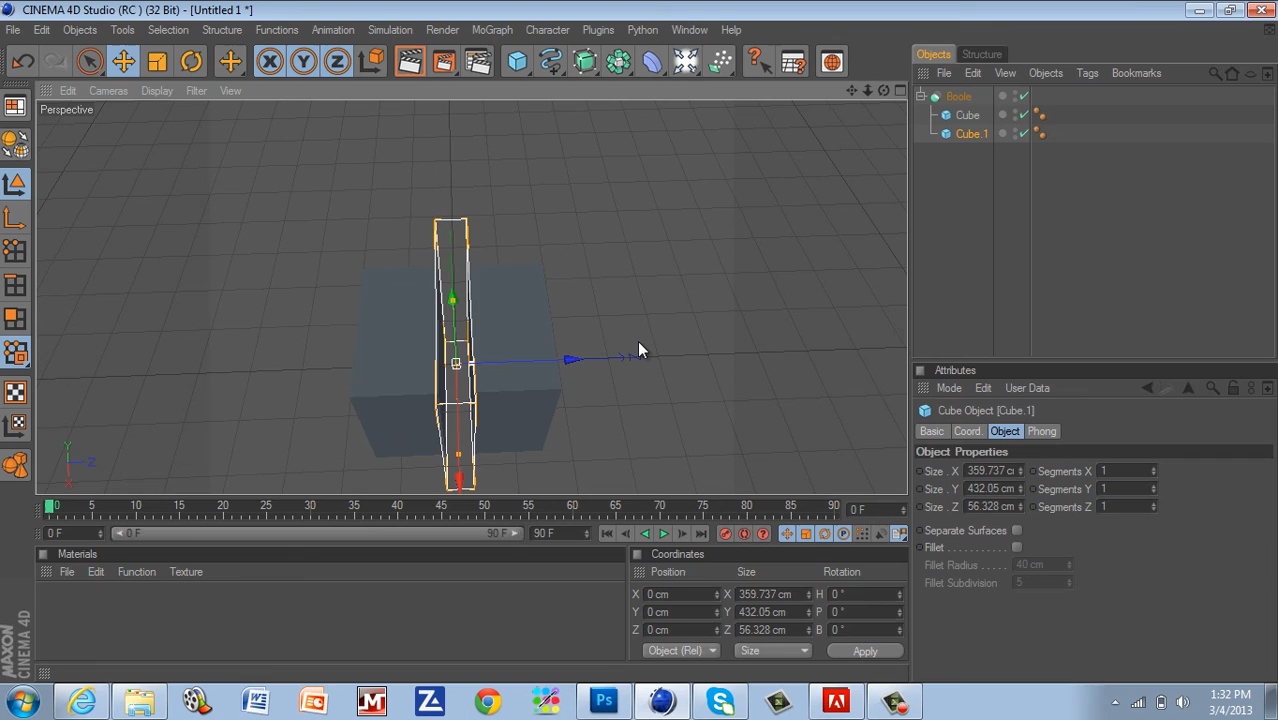 CINEMA 4D Studio (RC ) (32 Bit) - [Untitled 1 *]
File Edit Objects Tools Selection Structure Functions Animation Simulation Render MoGraph Character Plugins Python Window Help
X Y Z
Edit Cameras Display Filter View
Perspective
Y
Z
X
Objects Structure
File Edit View Objects Tags Bookmarks
Boole
Cube
Cube.1
Attributes
Mode Edit User Data
Cube Object [Cube.1]
Basic Coord Object Phong
Object Properties
Size . X 359.737 c Segments X 1
Size . Y 432.05 cm Segments Y 1
Size . Z 56.328 cm Segments Z 1
Separate Surfaces
Fillet
Fillet Radius 40 cm
Fillet Subdivision 5
0 5 10 15 20 25 30 35 40 45 50 55 60 65 70 75 80 85 90 0 F
0 F 0 F 90 F 90 F
Materials
File Edit Function Texture
Coordinates
Position Size Rotation
X 0 cm X 359.737 cm H 0 °
Y 0 cm Y 432.05 cm P 0 °
Z 0 cm Z 56.328 cm B 0 °
Object (Rel) Size Apply
MAXON
CINEMA 4D
Ps
1:32 PM
3/4/2013